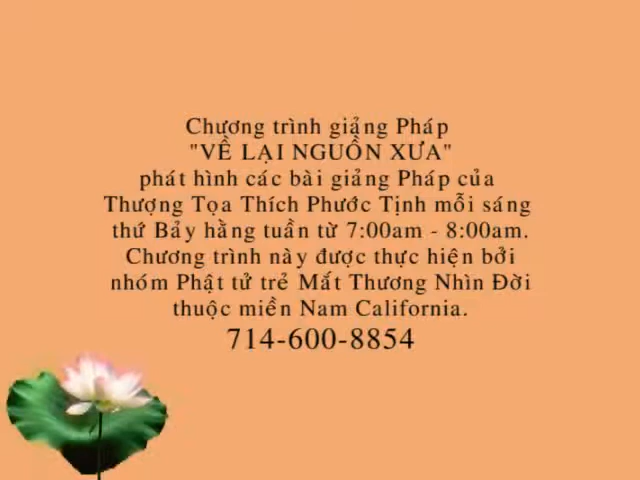 Chương trình giảng Pháp
"VỀ LẠI NGUỒN XƯA"
phát hình các bài giảng Pháp của
Thượng Tọa Thích Phước Tịnh mỗi sáng
thứ Bảy hằng tuần từ 7:00am - 8:00am.
Chương trình này được thực hiện bởi
nhóm Phật tử trẻ Mắt Thương Nhìn Đời
thuộc miền Nam California.
714-600-8854